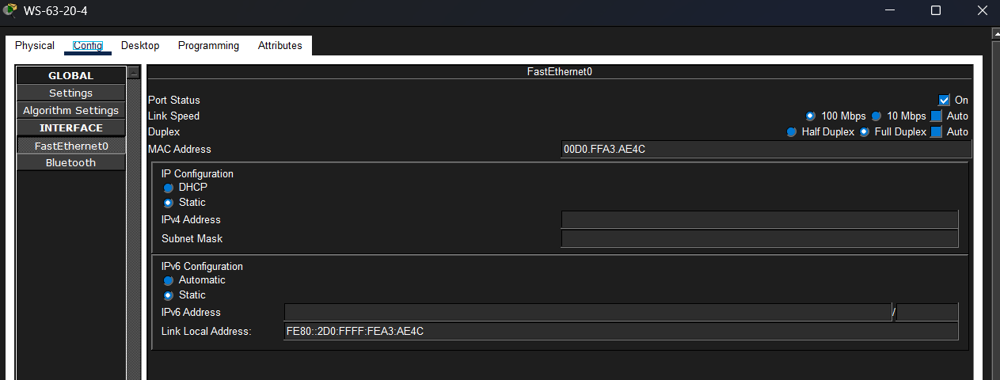 WS-63-20-4
Physical Config Desktop Programming Attributes
GLOBAL
Settings
Algorithm Settings
INTERFACE
FastEthernet0
Bluetooth
FastEthernet0
Port Status On
Link Speed 100 Mbps 10 Mbps Auto
Duplex Half Duplex Full Duplex Auto
MAC Address 00D0.FFA3.AE4C
IP Configuration
DHCP
Static
IPv4 Address
Subnet Mask
IPv6 Configuration
Automatic
Static
IPv6 Address /
Link Local Address: FE80::2D0:FFFF:FEA3:AE4C